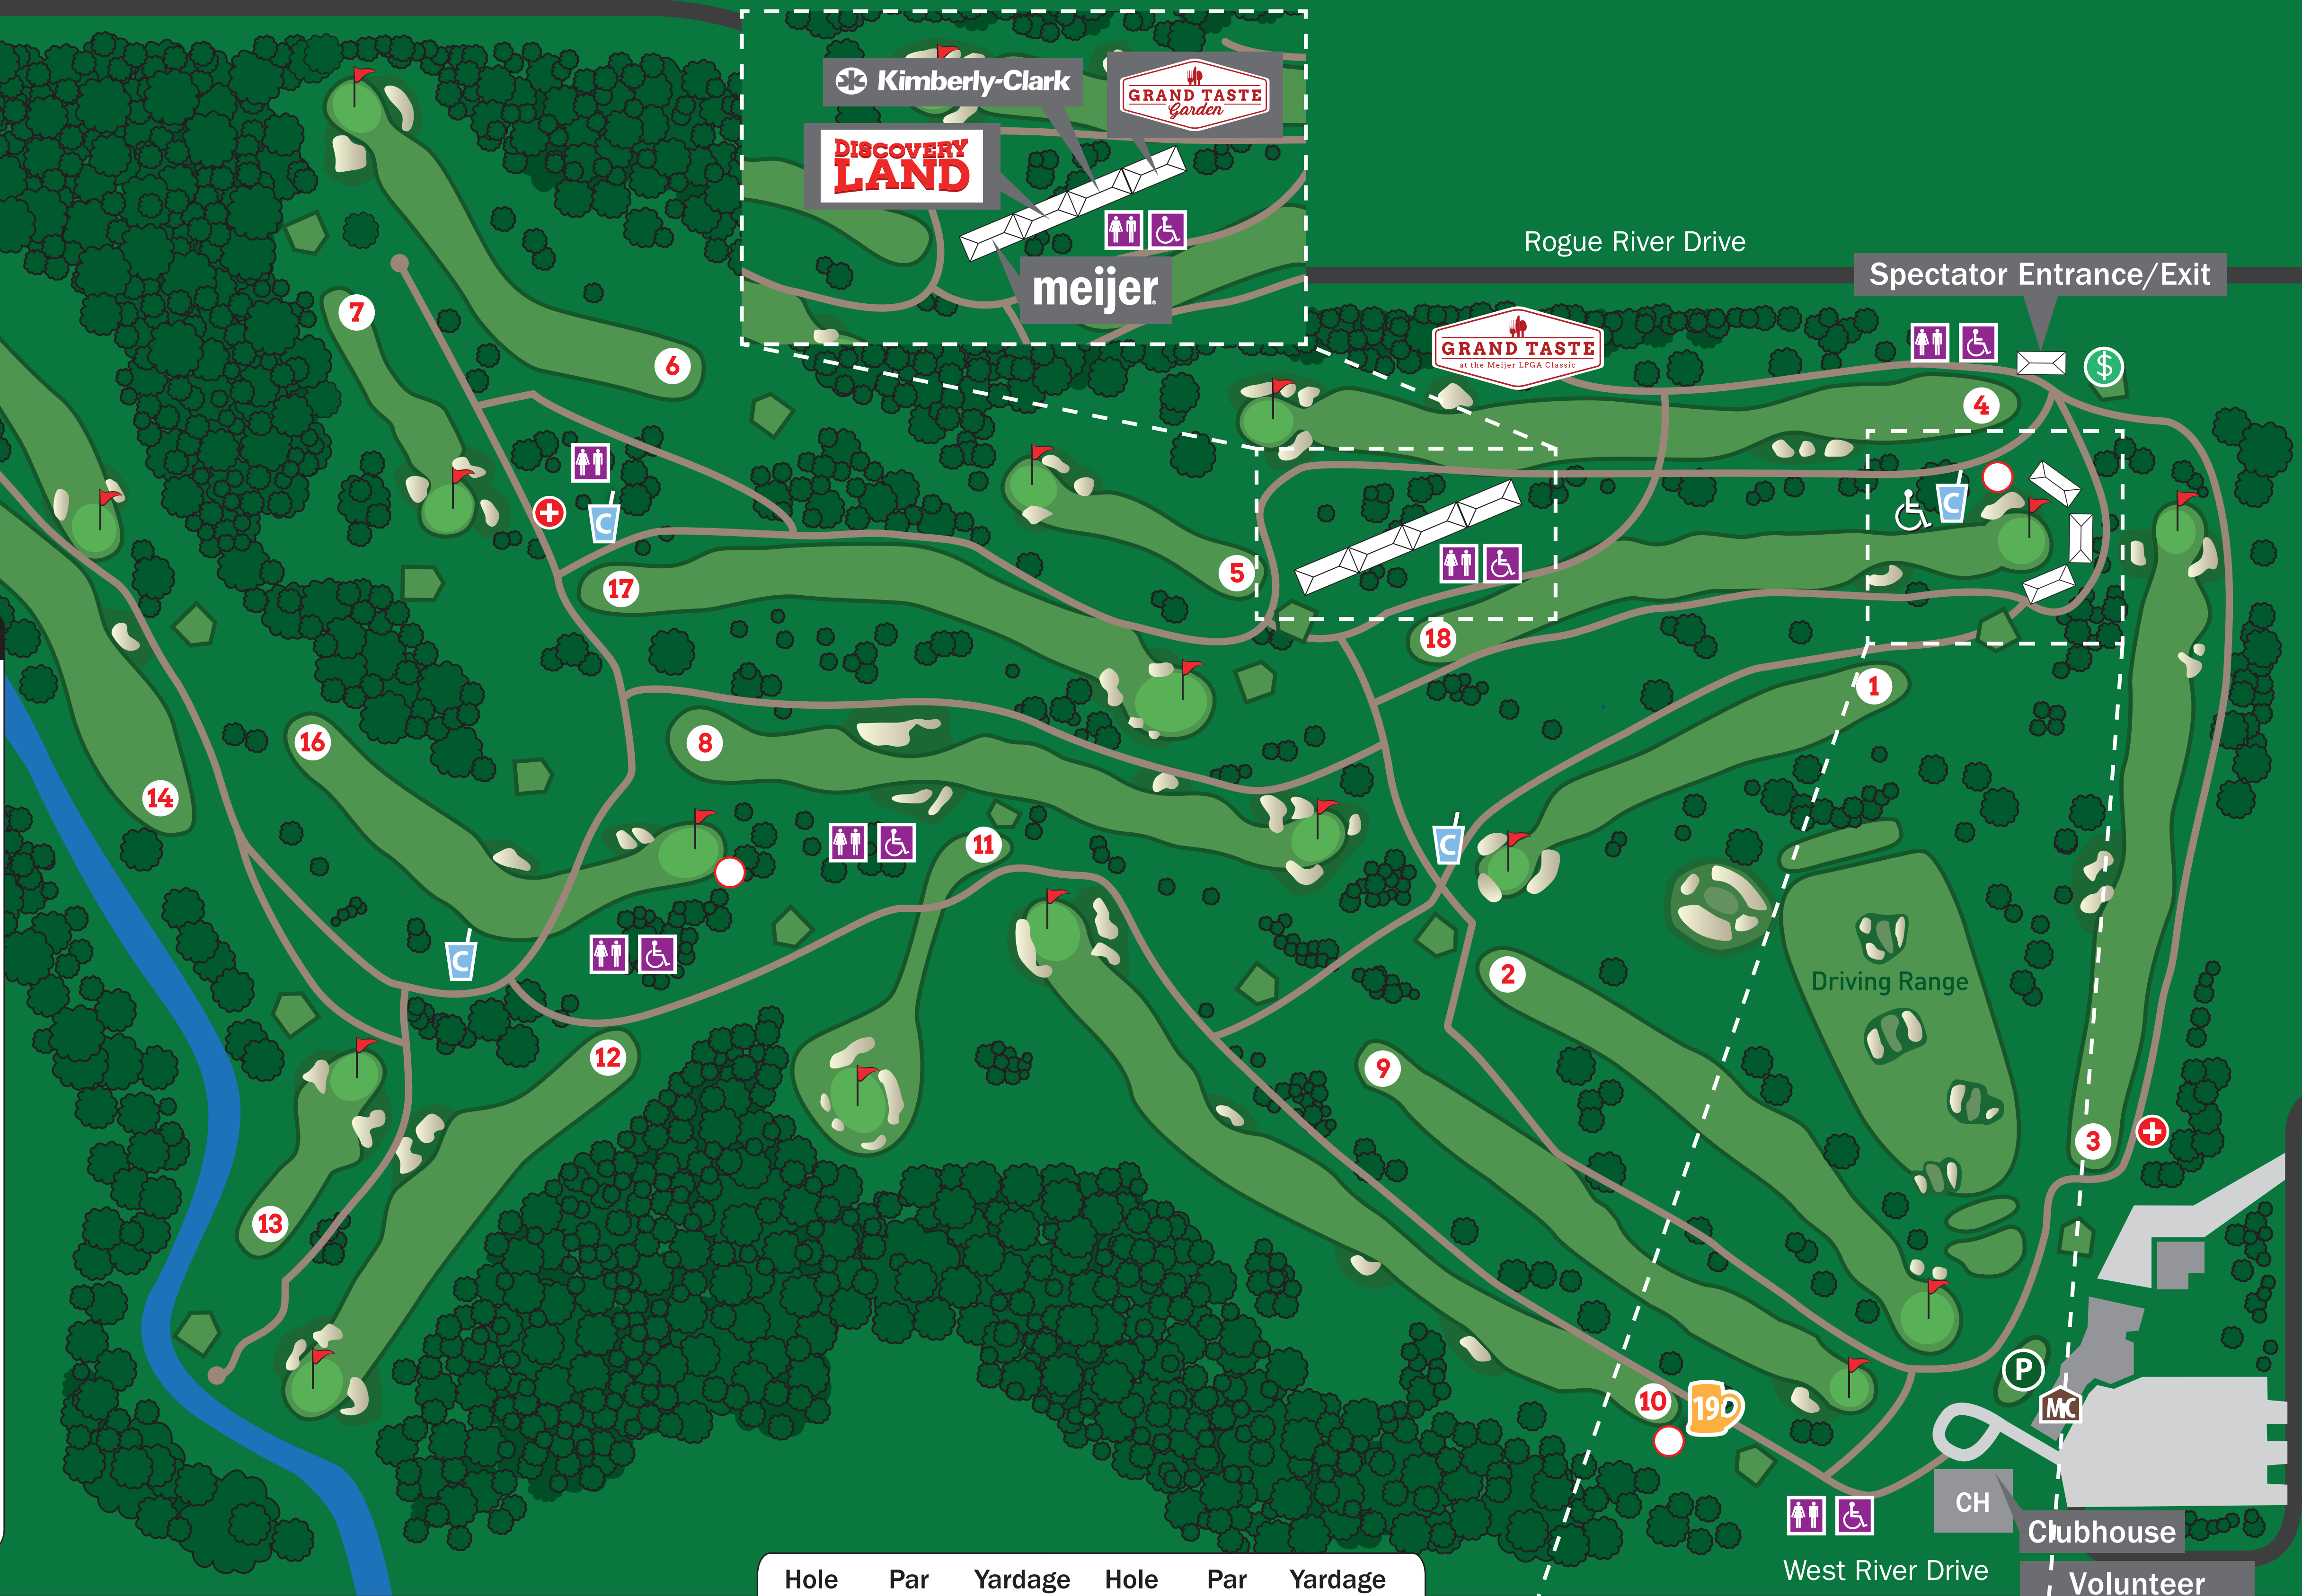 Kimberly-Clark
GRAND TASTE
Garden
DISCOVERY
LAND
meijer
Rogue River Drive
Spectator Entrance/Exit
GRAND TASTE
at the Meijer LPGA Classic
$
7
6
4
C
C
5
17
18
1
16
8
14
11
C
C
2
Driving Range
12
9
3
13
P
10
19
MC
CH
Clubhouse
West River Drive
Volunteer
Hole Par Yardage Hole Par Yardage